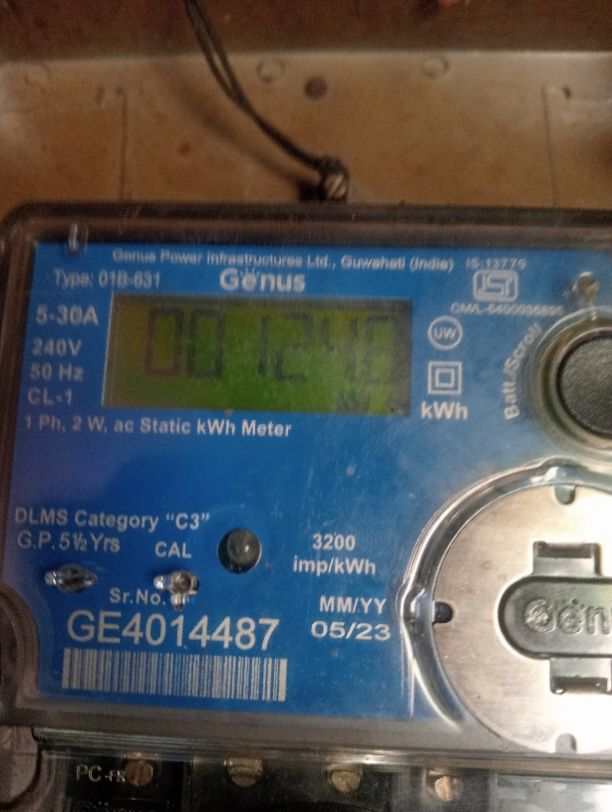 Genus Power Infrastructures Ltd., Guwahati (India) IS:13779
Type: 01B-631
Genus
5-30A
240V
50 Hz
CL-1
UW
kWh
Batt./Scroll
1 Ph, 2 W, ac Static kWh Meter
DLMS Category "C3"
G.P. 5½ Yrs
CAL
3200
imp/kWh
Sr.No.
MM/YY
GE4014487
05/23